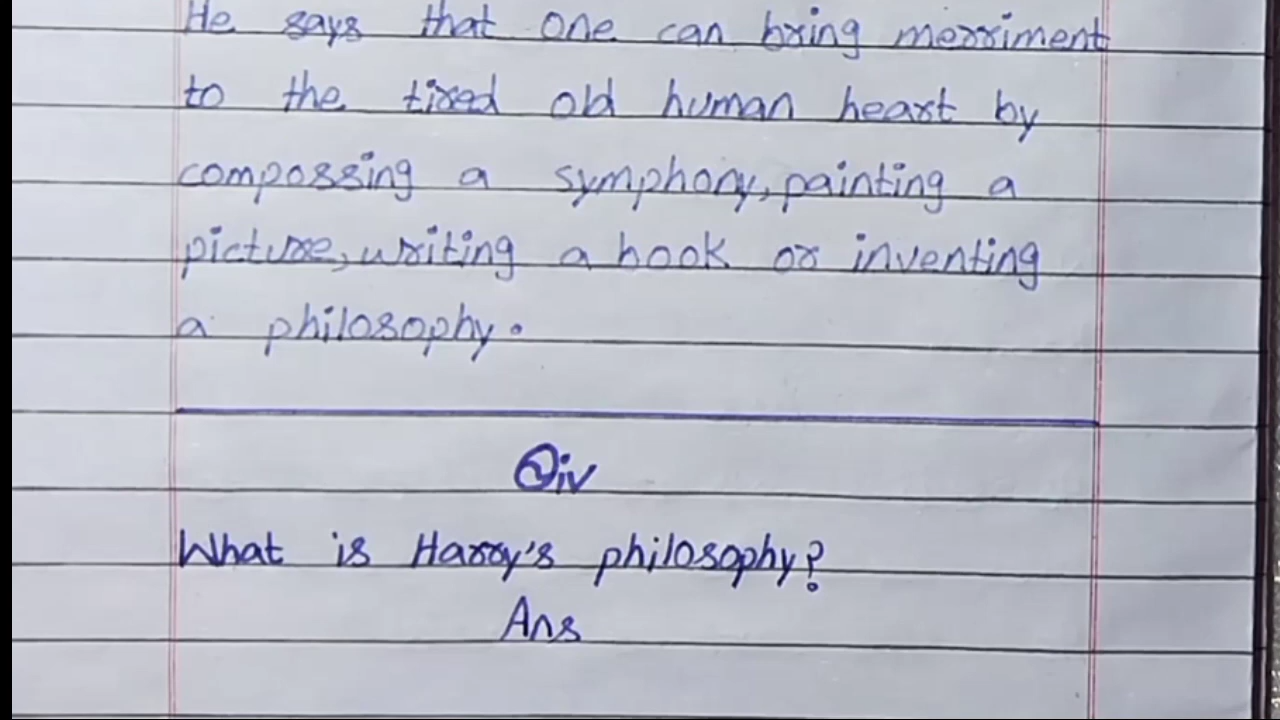 He says that one can bring merriment
to the tired old human heart by
compossing a symphony, painting a
picture, writing a book or inventing
a philosophy.
Qiv
What is Harry's philosophy?
Ans